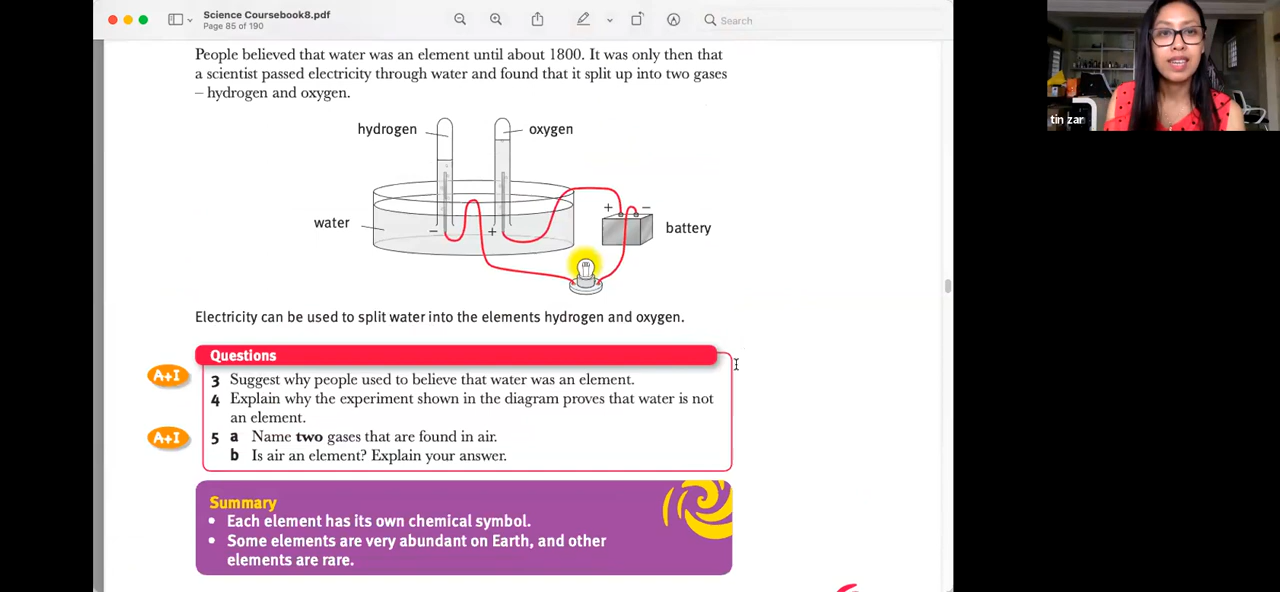 Science Coursebook8.pdf
Page 85 of 190
Search
People believed that water was an element until about 1800. It was only then that
a scientist passed electricity through water and found that it split up into two gases
– hydrogen and oxygen.
hydrogen
oxygen
water
battery
+
−
−
+
Electricity can be used to split water into the elements hydrogen and oxygen.
Questions
A+I
3 Suggest why people used to believe that water was an element.
4 Explain why the experiment shown in the diagram proves that water is not
an element.
A+I
5 a Name two gases that are found in air.
b Is air an element? Explain your answer.
Summary
• Each element has its own chemical symbol.
• Some elements are very abundant on Earth, and other
elements are rare.
tin zar